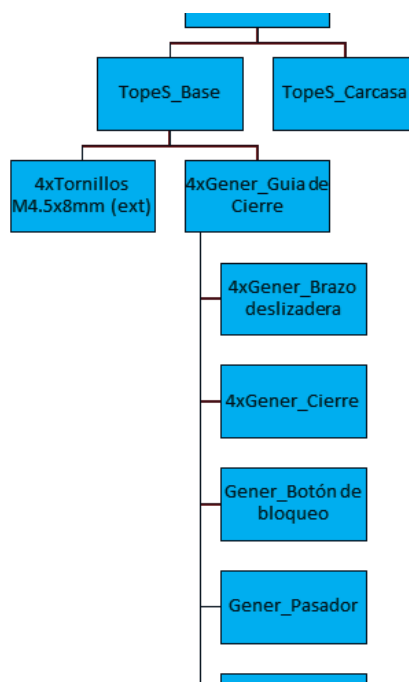 TopeS_Base
TopeS_Carcasa
4xTornillos
M4.5x8mm (ext)
4xGener_Guia de
Cierre
4xGener_Brazo
deslizadera
4xGener_Cierre
Gener_Botón de
bloqueo
Gener_Pasador